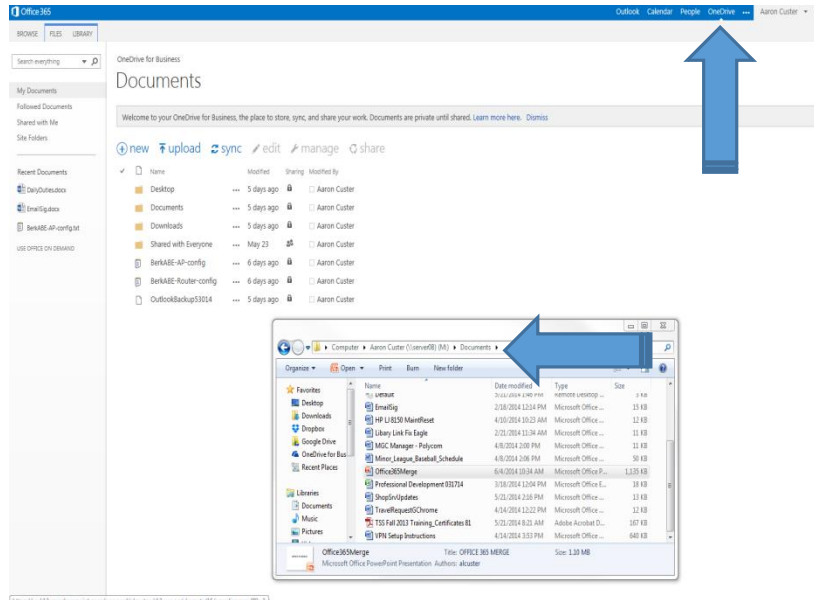 Office 365
Outlook Calendar People OneDrive ••• Aaron Custer
BROWSE FILES LIBRARY
Search everything
OneDrive for Business
Documents
My Documents
Followed Documents
Shared with Me
Site Folders
Welcome to your OneDrive for Business, the place to store, sync, and share your work. Documents are private until shared. Learn more here. Dismiss
new upload sync edit manage share
Recent Documents
DailyDuties.docx
EmailSig.docx
BerkABE-AP-config.txt
USE OFFICE ON DEMAND
Name Modified Sharing Modified By
Desktop ••• 5 days ago Aaron Custer
Documents ••• 5 days ago Aaron Custer
Downloads ••• 5 days ago Aaron Custer
Shared with Everyone ••• May 23 Aaron Custer
BerkABE-AP-config ••• 6 days ago Aaron Custer
BerkABE-Router-config ••• 6 days ago Aaron Custer
OutlookBackup53014 ••• 5 days ago Aaron Custer
Computer Aaron Custer (\\server08) (M:) Documents
Organize Open Print Burn New folder
Favorites
Desktop
Downloads
Dropbox
Google Drive
OneDrive for Bus
Recent Places
Libraries
Documents
Music
Pictures
Name Date modified Type Size
Default 5/21/2014 1:46 PM Remote Desktop ... 3 KB
EmailSig 2/18/2014 12:14 PM Microsoft Office ... 15 KB
HP LJ 8150 MaintReset 4/10/2014 10:23 AM Microsoft Office ... 12 KB
Libary Link Fix Eagle 2/21/2014 11:34 AM Microsoft Office ... 11 KB
MGC Manager - Polycom 4/8/2014 2:00 PM Microsoft Office ... 11 KB
Minor_League_Baseball_Schedule 4/8/2014 2:06 PM Microsoft Office ... 50 KB
Office365Merge 6/4/2014 10:34 AM Microsoft Office P... 1,135 KB
Professional Development 031714 3/18/2014 12:04 PM Microsoft Office E... 18 KB
ShopSrvUpdates 5/21/2014 2:16 PM Microsoft Office ... 13 KB
TravelRequestGChrome 4/14/2014 12:22 PM Microsoft Office ... 12 KB
TSS Fall 2013 Training_Certificates 81 5/21/2014 8:21 AM Adobe Acrobat D... 167 KB
VPN Setup Instructions 4/14/2014 3:53 PM Microsoft Office ... 640 KB
Office365Merge Title: OFFICE 365 MERGE Size: 1.10 MB
Microsoft Office PowerPoint Presentation Authors: alcuster